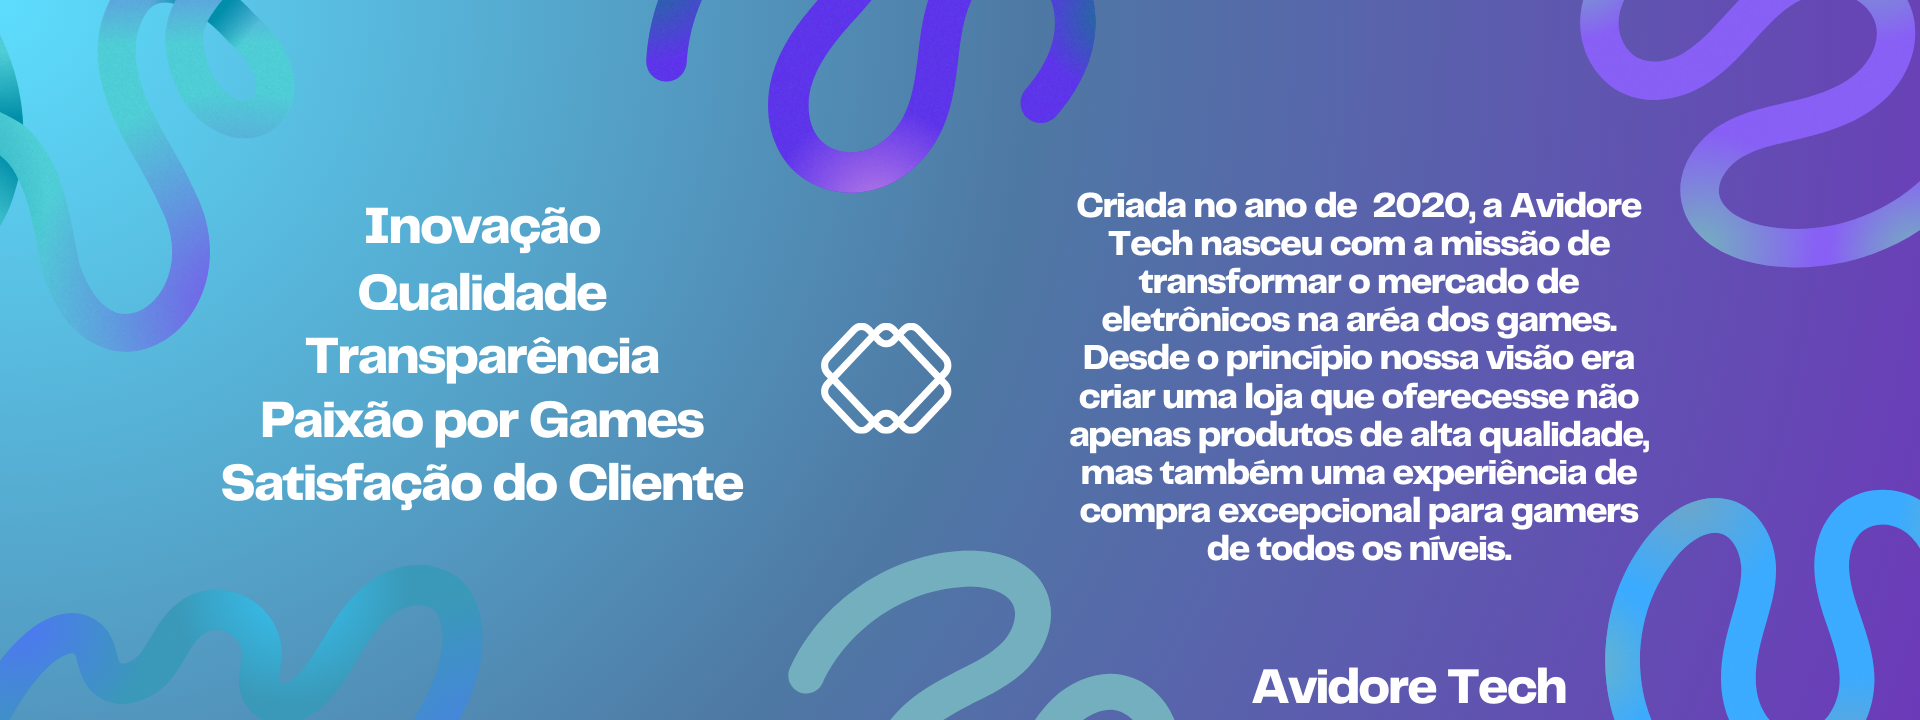 Inovação
Qualidade
Transparência
Paixão por Games
Satisfação do Cliente
Criada no ano de 2020, a Avidore
Tech nasceu com a missão de
transformar o mercado de
eletrônicos na aréa dos games.
Desde o princípio nossa visão era
criar uma loja que oferecesse não
apenas produtos de alta qualidade,
mas também uma experiência de
compra excepcional para gamers
de todos os níveis.
Avidore Tech